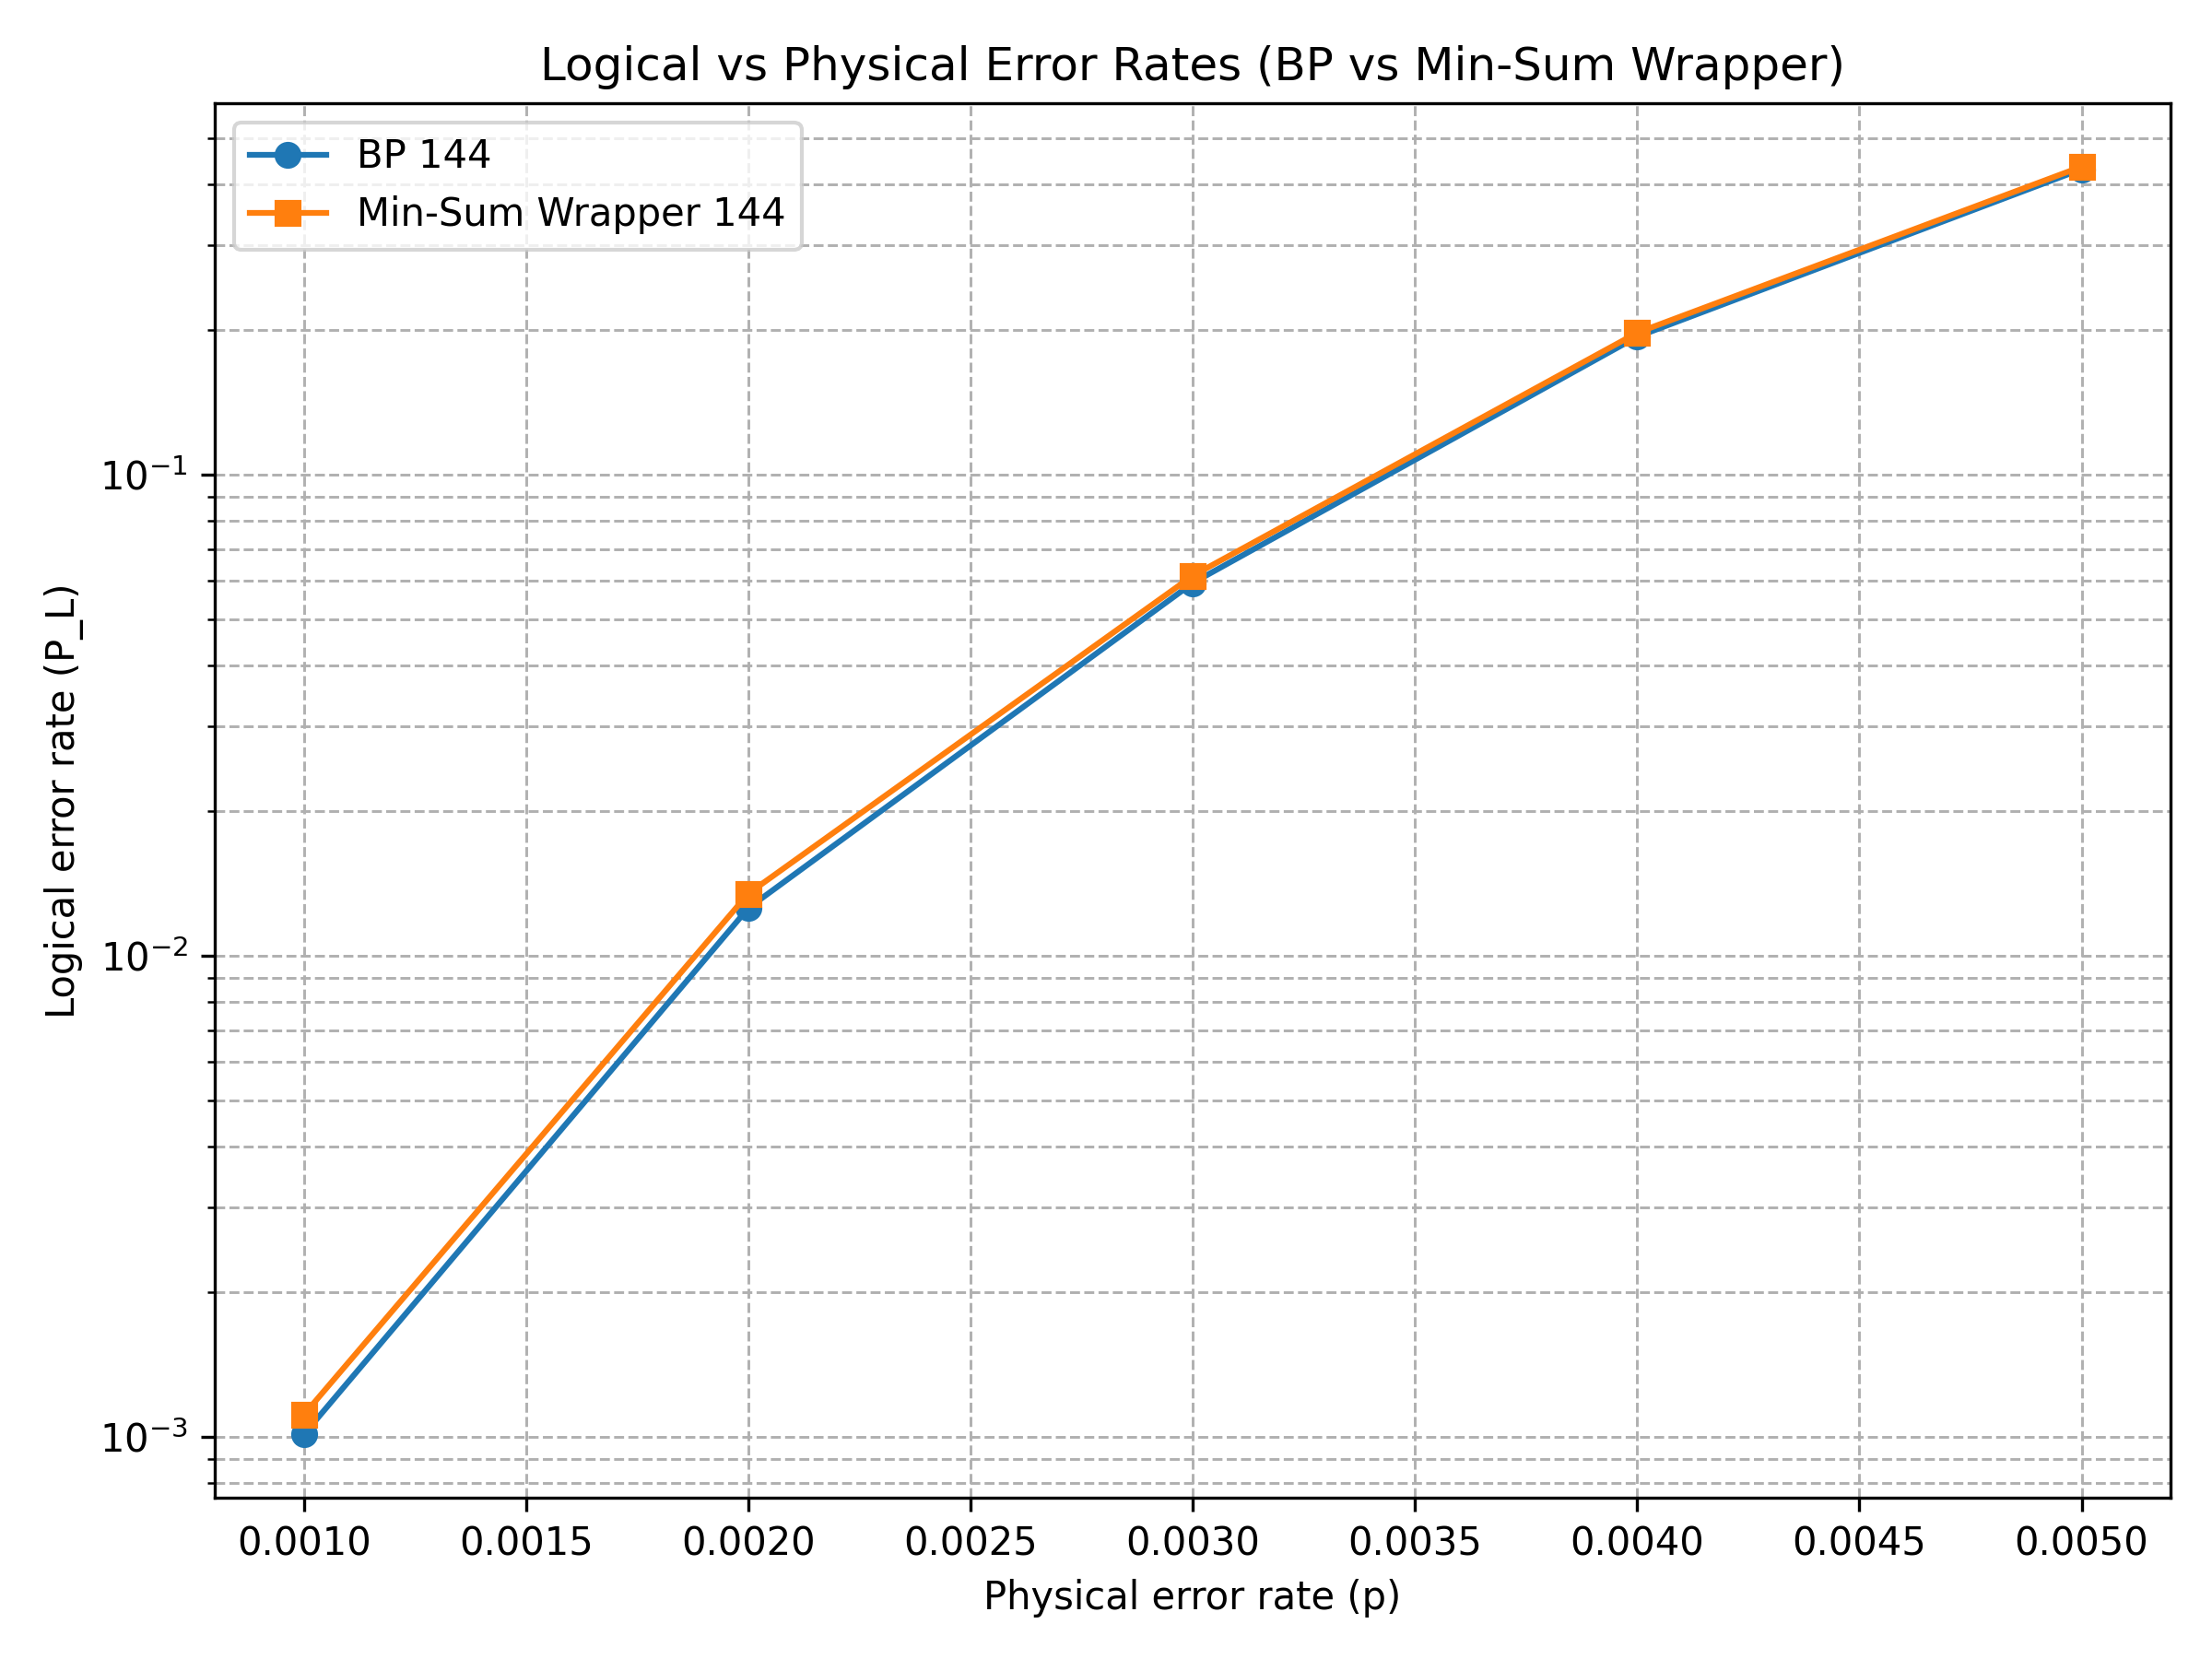 Logical vs Physical Error Rates (BP vs Min-Sum Wrapper)
BP 144
Min-Sum Wrapper 144
Logical error rate (P_L)
10⁻¹
10⁻²
10⁻³
0.0010 0.0015 0.0020 0.0025 0.0030 0.0035 0.0040 0.0045 0.0050
Physical error rate (p)